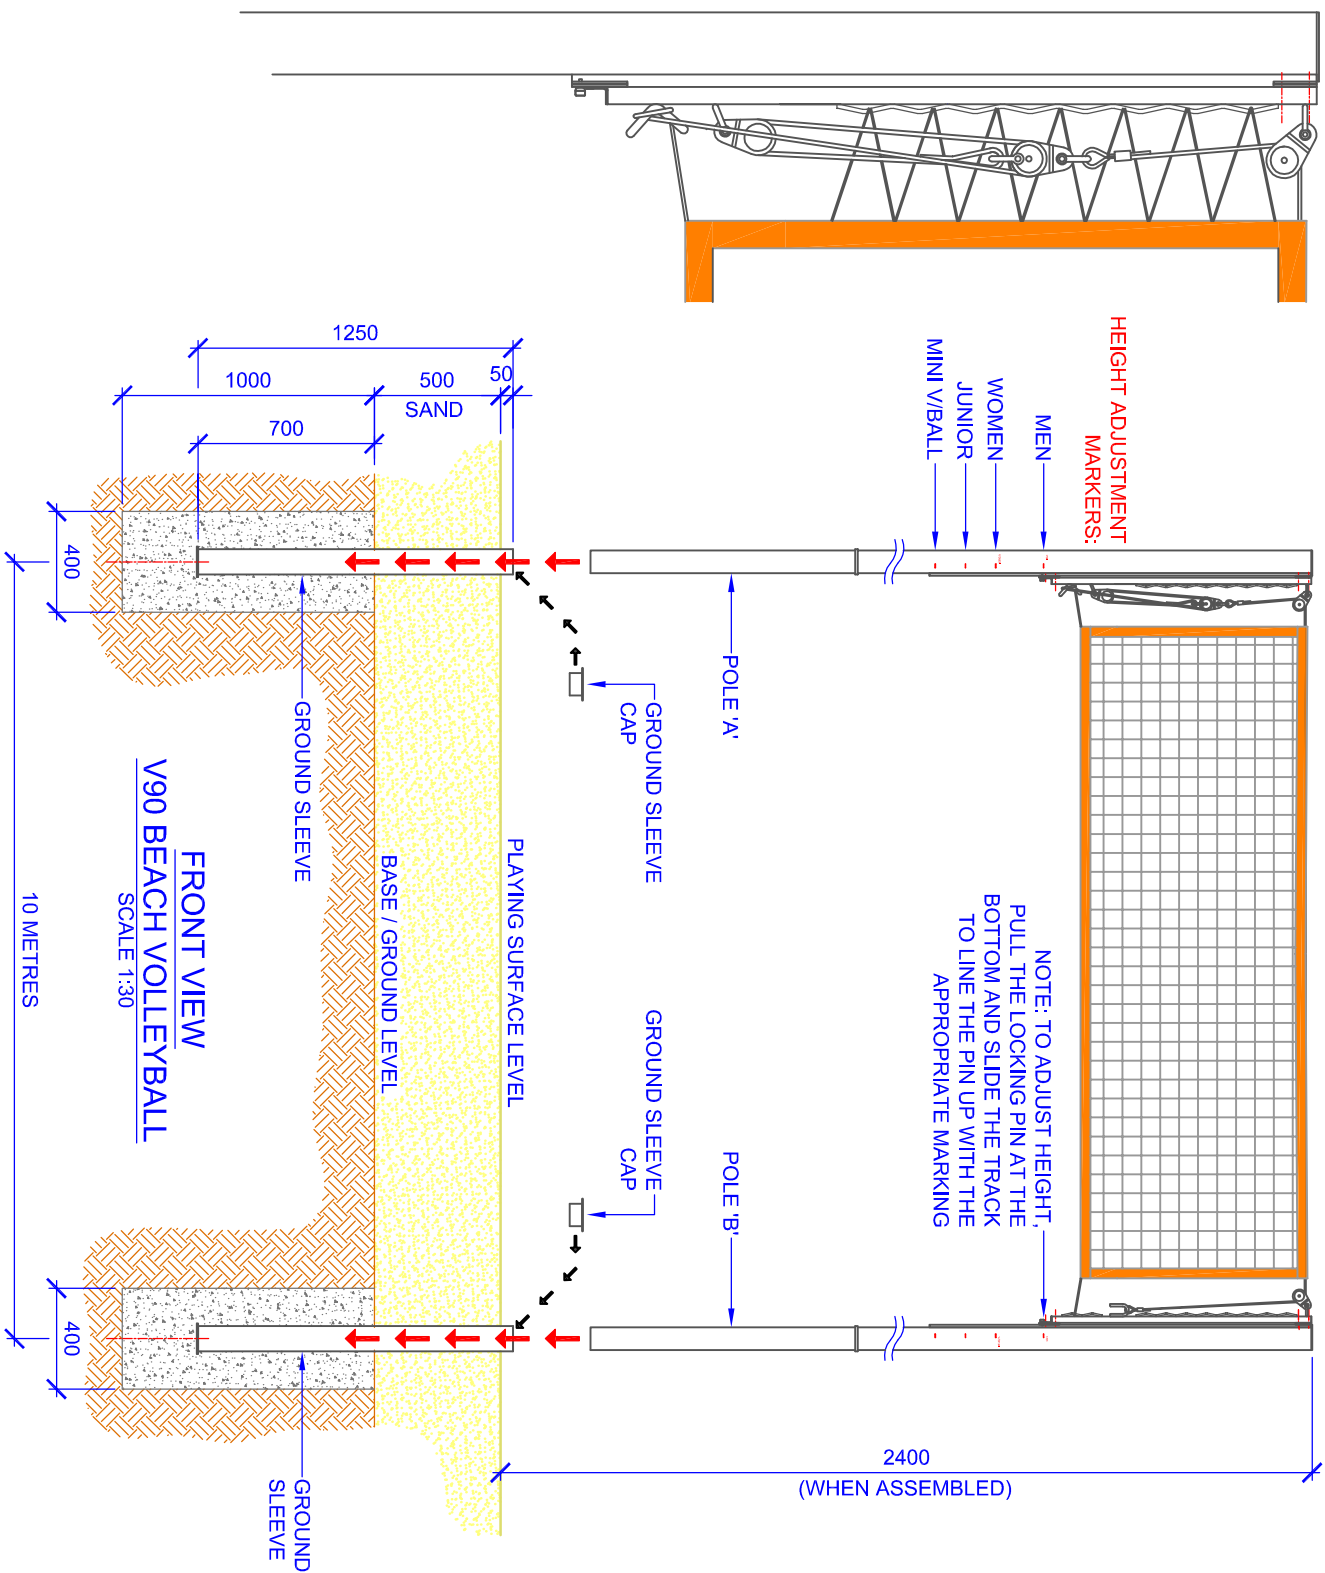 HEIGHT ADJUSTMENT
MARKERS:
MEN
WOMEN
JUNIOR
MINI V/BALL
NOTE: TO ADJUST HEIGHT,
PULL THE LOCKING PIN AT THE
BOTTOM AND SLIDE THE TRACK
TO LINE THE PIN UP WITH THE
APPROPRIATE MARKING
POLE 'A'
POLE 'B'
GROUND SLEEVE
CAP
GROUND SLEEVE
CAP
2400
(WHEN ASSEMBLED)
PLAYING SURFACE LEVEL
BASE / GROUND LEVEL
1250
1000
500
SAND
50
700
GROUND SLEEVE
GROUND
SLEEVE
400
400
10 METRES
FRONT VIEW
V90 BEACH VOLLEYBALL
SCALE 1:30